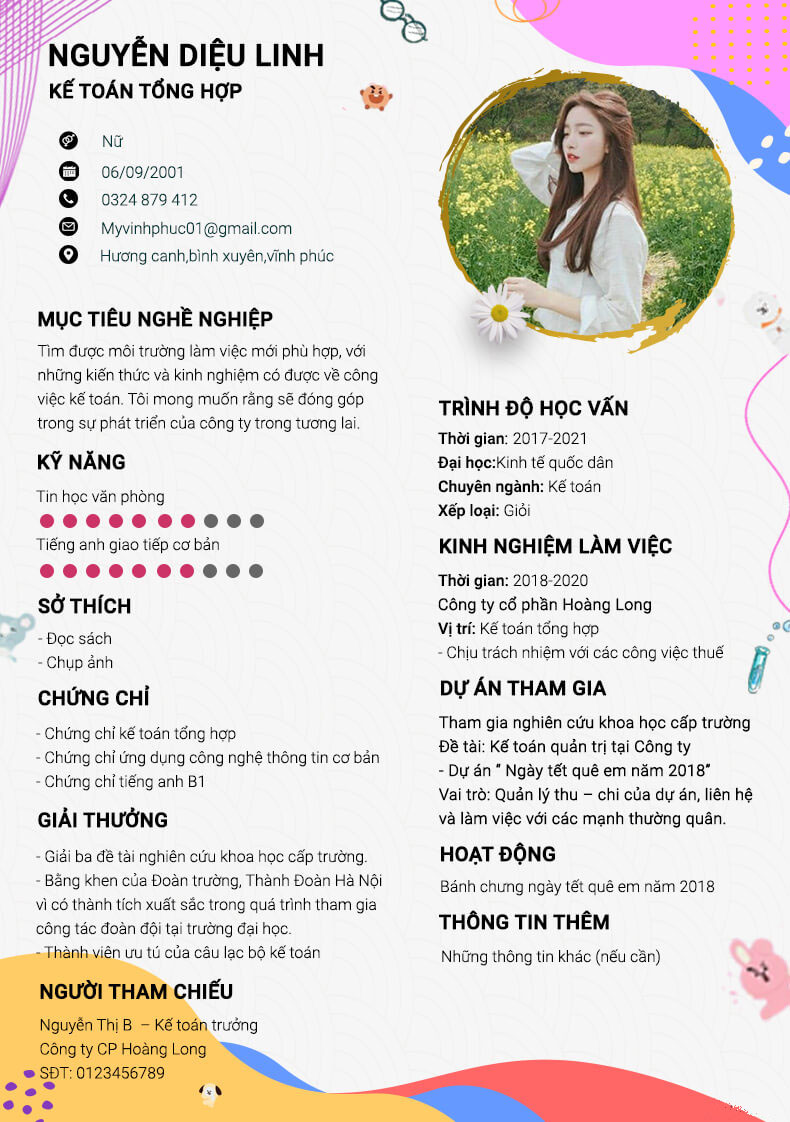 NGUYỄN DIỆU LINH
KẾ TOÁN TỔNG HỢP
Nữ
06/09/2001
0324 879 412
Myvinhphuc01@gmail.com
Hương canh,bình xuyên,vĩnh phúc
MỤC TIÊU NGHỀ NGHIỆP
Tìm được môi trường làm việc mới phù hợp, với
những kiến thức và kinh nghiệm có được về công
việc kế toán. Tôi mong muốn rằng sẽ đóng góp
trong sự phát triển của công ty trong tương lai.
KỸ NĂNG
Tin học văn phòng
Tiếng anh giao tiếp cơ bản
SỞ THÍCH
- Đọc sách
- Chụp ảnh
CHỨNG CHỈ
- Chứng chỉ kế toán tổng hợp
- Chứng chỉ ứng dụng công nghệ thông tin cơ bản
- Chứng chỉ tiếng anh B1
GIẢI THƯỞNG
- Giải ba đề tài nghiên cứu khoa học cấp trường.
- Bằng khen của Đoàn trường, Thành Đoàn Hà Nội
vì có thành tích xuất sắc trong quá trình tham gia
công tác đoàn đội tại trường đại học.
- Thành viên ưu tú của câu lạc bộ kế toán
NGƯỜI THAM CHIẾU
Nguyễn Thị B – Kế toán trưởng
Công ty CP Hoàng Long
SĐT: 0123456789
TRÌNH ĐỘ HỌC VẤN
Thời gian: 2017-2021
Đại học:Kinh tế quốc dân
Chuyên ngành: Kế toán
Xếp loại: Giỏi
KINH NGHIỆM LÀM VIỆC
Thời gian: 2018-2020
Công ty cổ phần Hoàng Long
Vị trí: Kế toán tổng hợp
- Chịu trách nhiệm với các công việc thuế
DỰ ÁN THAM GIA
Tham gia nghiên cứu khoa học cấp trường
Đề tài: Kế toán quản trị tại Công ty
- Dự án “ Ngày tết quê em năm 2018”
Vai trò: Quản lý thu – chi của dự án, liên hệ
và làm việc với các mạnh thường quân.
HOẠT ĐỘNG
Bánh chưng ngày tết quê em năm 2018
THÔNG TIN THÊM
Những thông tin khác (nếu cần)